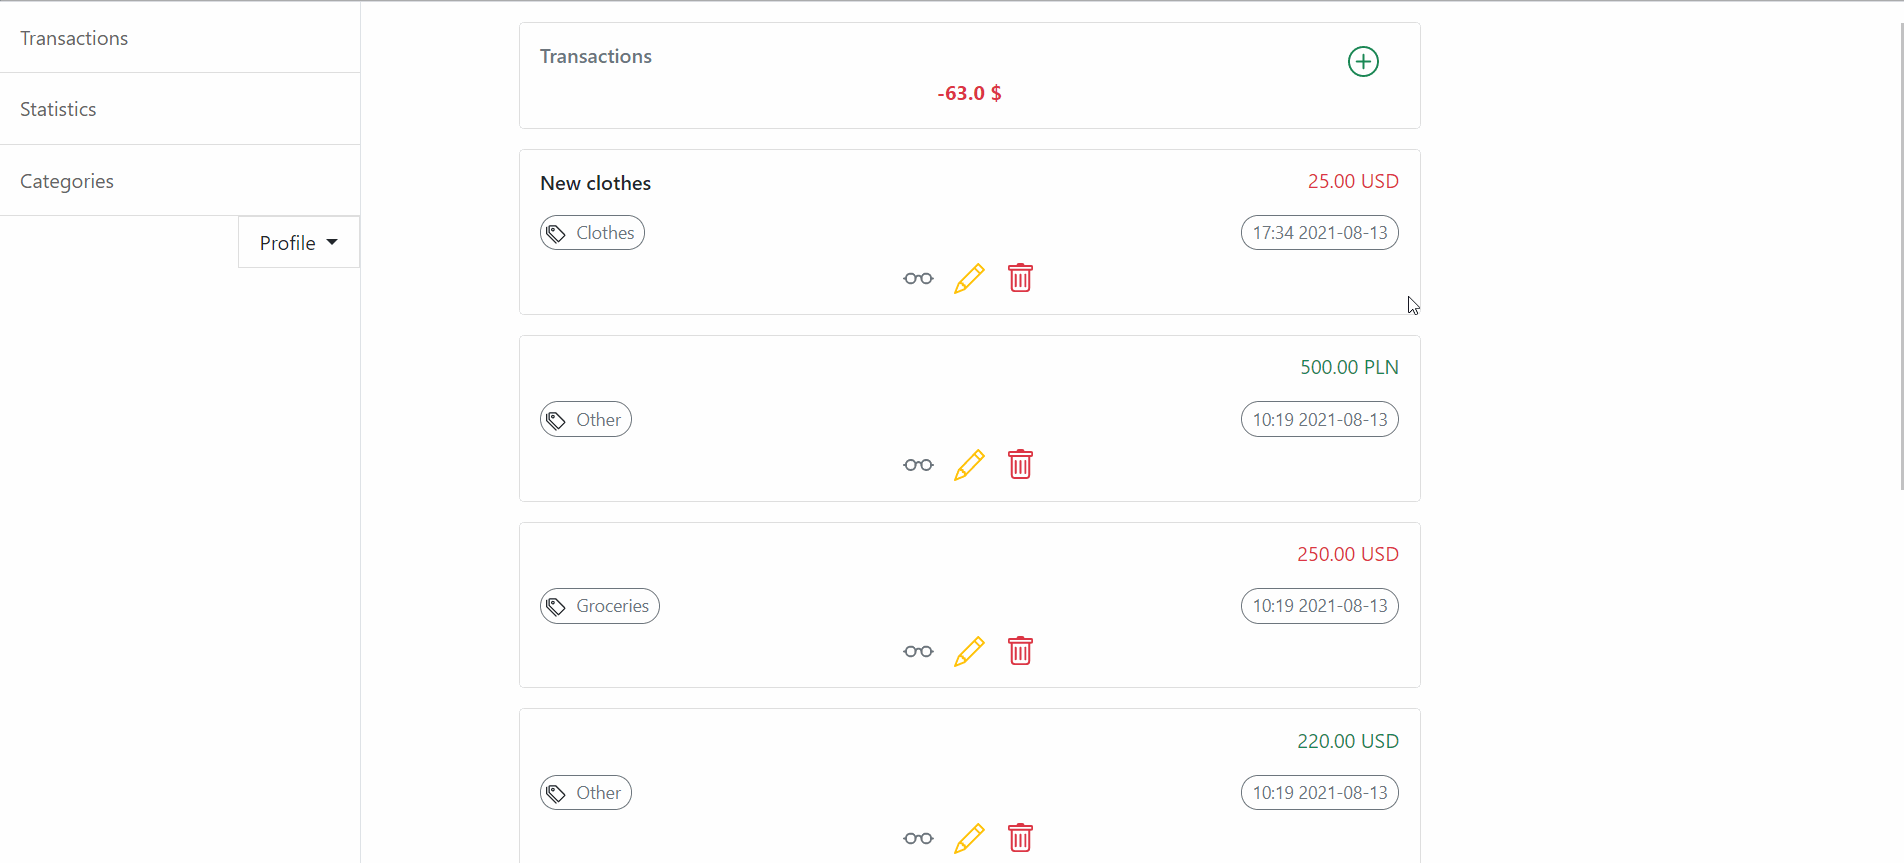 Transactions
Statistics
Categories
Profile
Transactions
-63.0 $
New clothes
25.00 USD
Clothes
17:34 2021-08-13
500.00 PLN
Other
10:19 2021-08-13
250.00 USD
Groceries
10:19 2021-08-13
220.00 USD
Other
10:19 2021-08-13